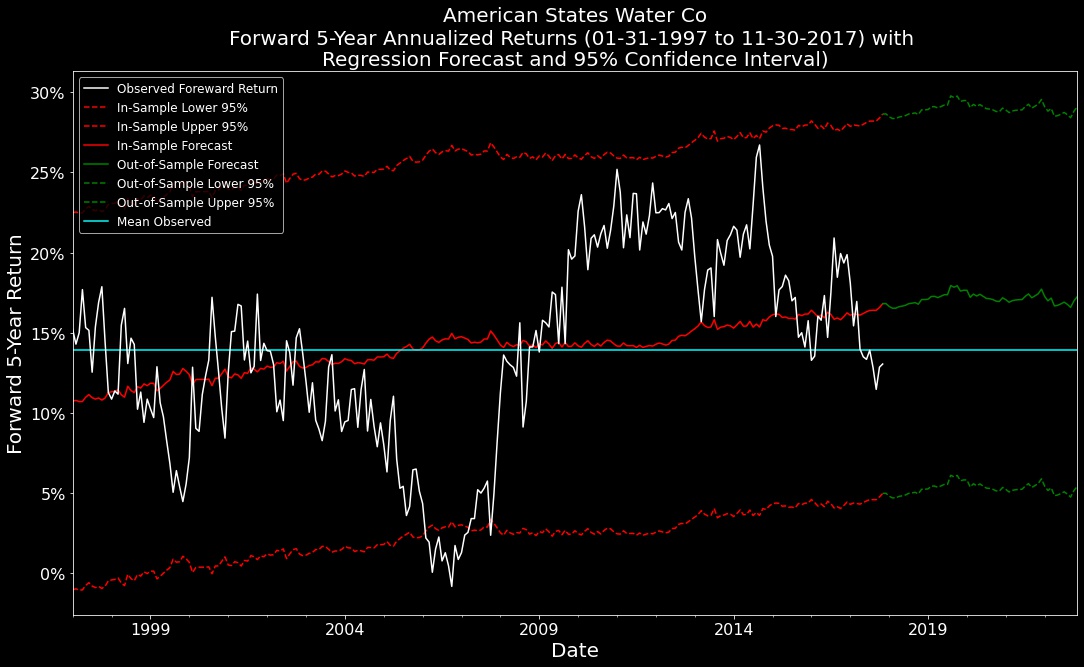 American States Water Co
Forward 5-Year Annualized Returns (01-31-1997 to 11-30-2017) with
Regression Forecast and 95% Confidence Interval)
Observed Foreward Return
In-Sample Lower 95%
In-Sample Upper 95%
In-Sample Forecast
Out-of-Sample Forecast
Out-of-Sample Lower 95%
Out-of-Sample Upper 95%
Mean Observed
Forward 5-Year Return
30%
25%
20%
15%
10%
5%
0%
1999
2004
2009
2014
2019
Date